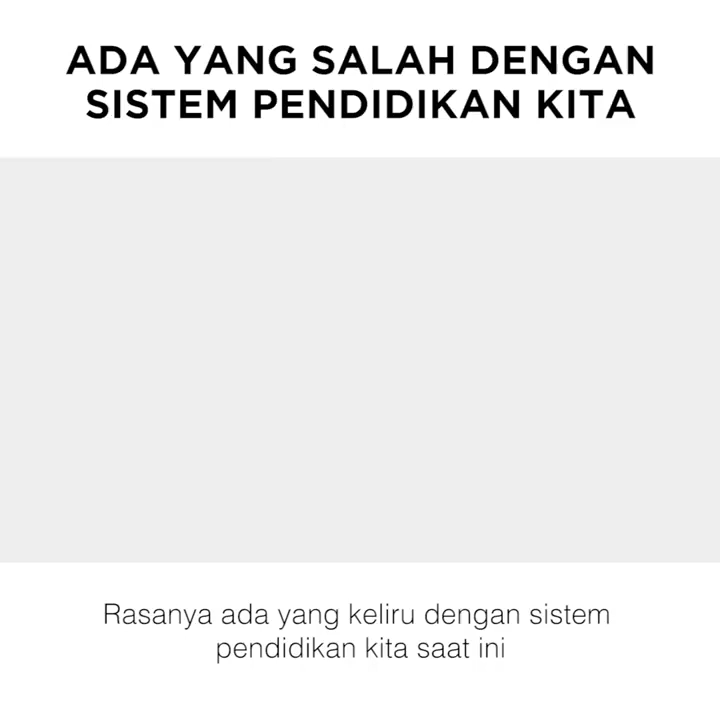 ADA YANG SALAH DENGAN
SISTEM PENDIDIKAN KITA
Rasanya ada yang keliru dengan sistem
pendidikan kita saat ini